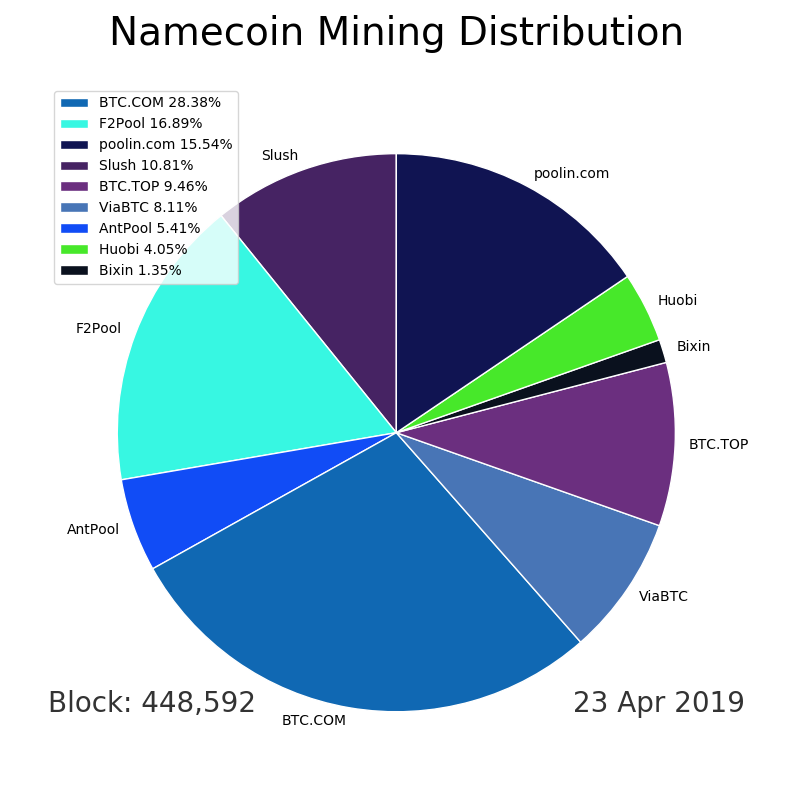 Namecoin Mining Distribution
BTC.COM 28.38%
F2Pool 16.89%
poolin.com 15.54%
Slush 10.81%
BTC.TOP 9.46%
ViaBTC 8.11%
AntPool 5.41%
Huobi 4.05%
Bixin 1.35%
Slush
poolin.com
Huobi
F2Pool
Bixin
BTC.TOP
AntPool
ViaBTC
Block: 448,592
23 Apr 2019
BTC.COM